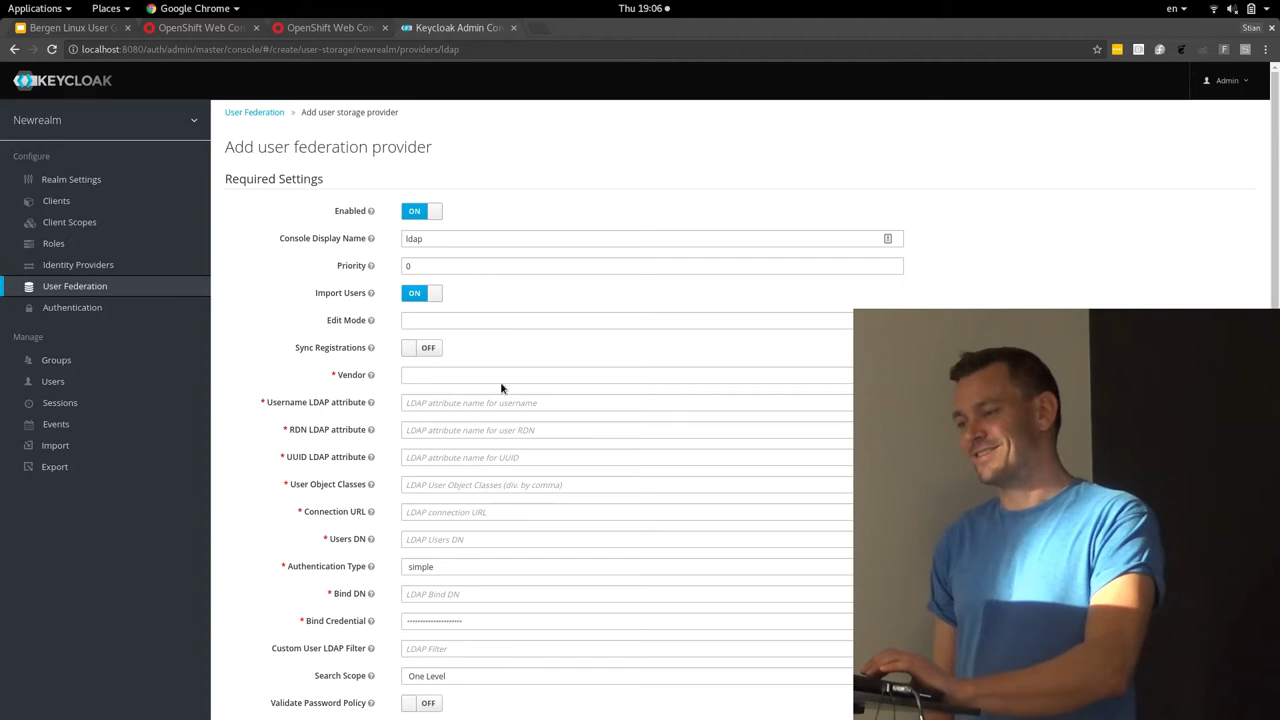 Applications Places Google Chrome Thu 19:06 en
Bergen Linux User G × OpenShift Web Con × OpenShift Web Con × Keycloak Admin Con × Stian
localhost:8080/auth/admin/master/console/#/create/user-storage/newrealm/providers/ldap
KEYCLOAK Admin
Newrealm
Configure
Realm Settings
Clients
Client Scopes
Roles
Identity Providers
User Federation
Authentication
Manage
Groups
Users
Sessions
Events
Import
Export
User Federation » Add user storage provider
Add user federation provider
Required Settings
Enabled ON
Console Display Name ldap
Priority 0
Import Users ON
Edit Mode
Sync Registrations OFF
* Vendor
* Username LDAP attribute LDAP attribute name for username
* RDN LDAP attribute LDAP attribute name for user RDN
* UUID LDAP attribute LDAP attribute name for UUID
* User Object Classes LDAP User Object Classes (div. by comma)
* Connection URL LDAP connection URL
* Users DN LDAP Users DN
* Authentication Type simple
* Bind DN LDAP Bind DN
* Bind Credential
Custom User LDAP Filter LDAP Filter
Search Scope One Level
Validate Password Policy OFF